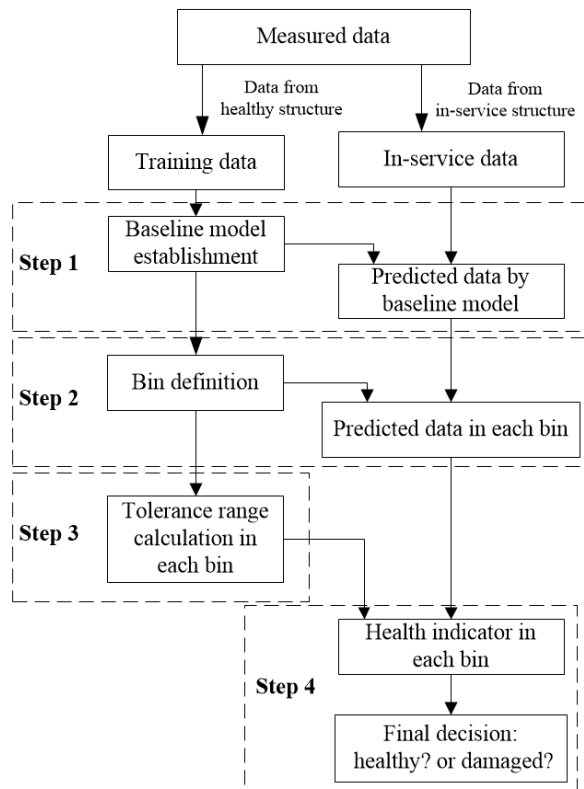 Measured data
Data from
healthy structure
Data from
in-service structure
Training data
In-service data
Step 1
Baseline model
establishment
Predicted data by
baseline model
Step 2
Bin definition
Predicted data in each bin
Step 3
Tolerance range
calculation in
each bin
Step 4
Health indicator in
each bin
Final decision:
healthy? or damaged?